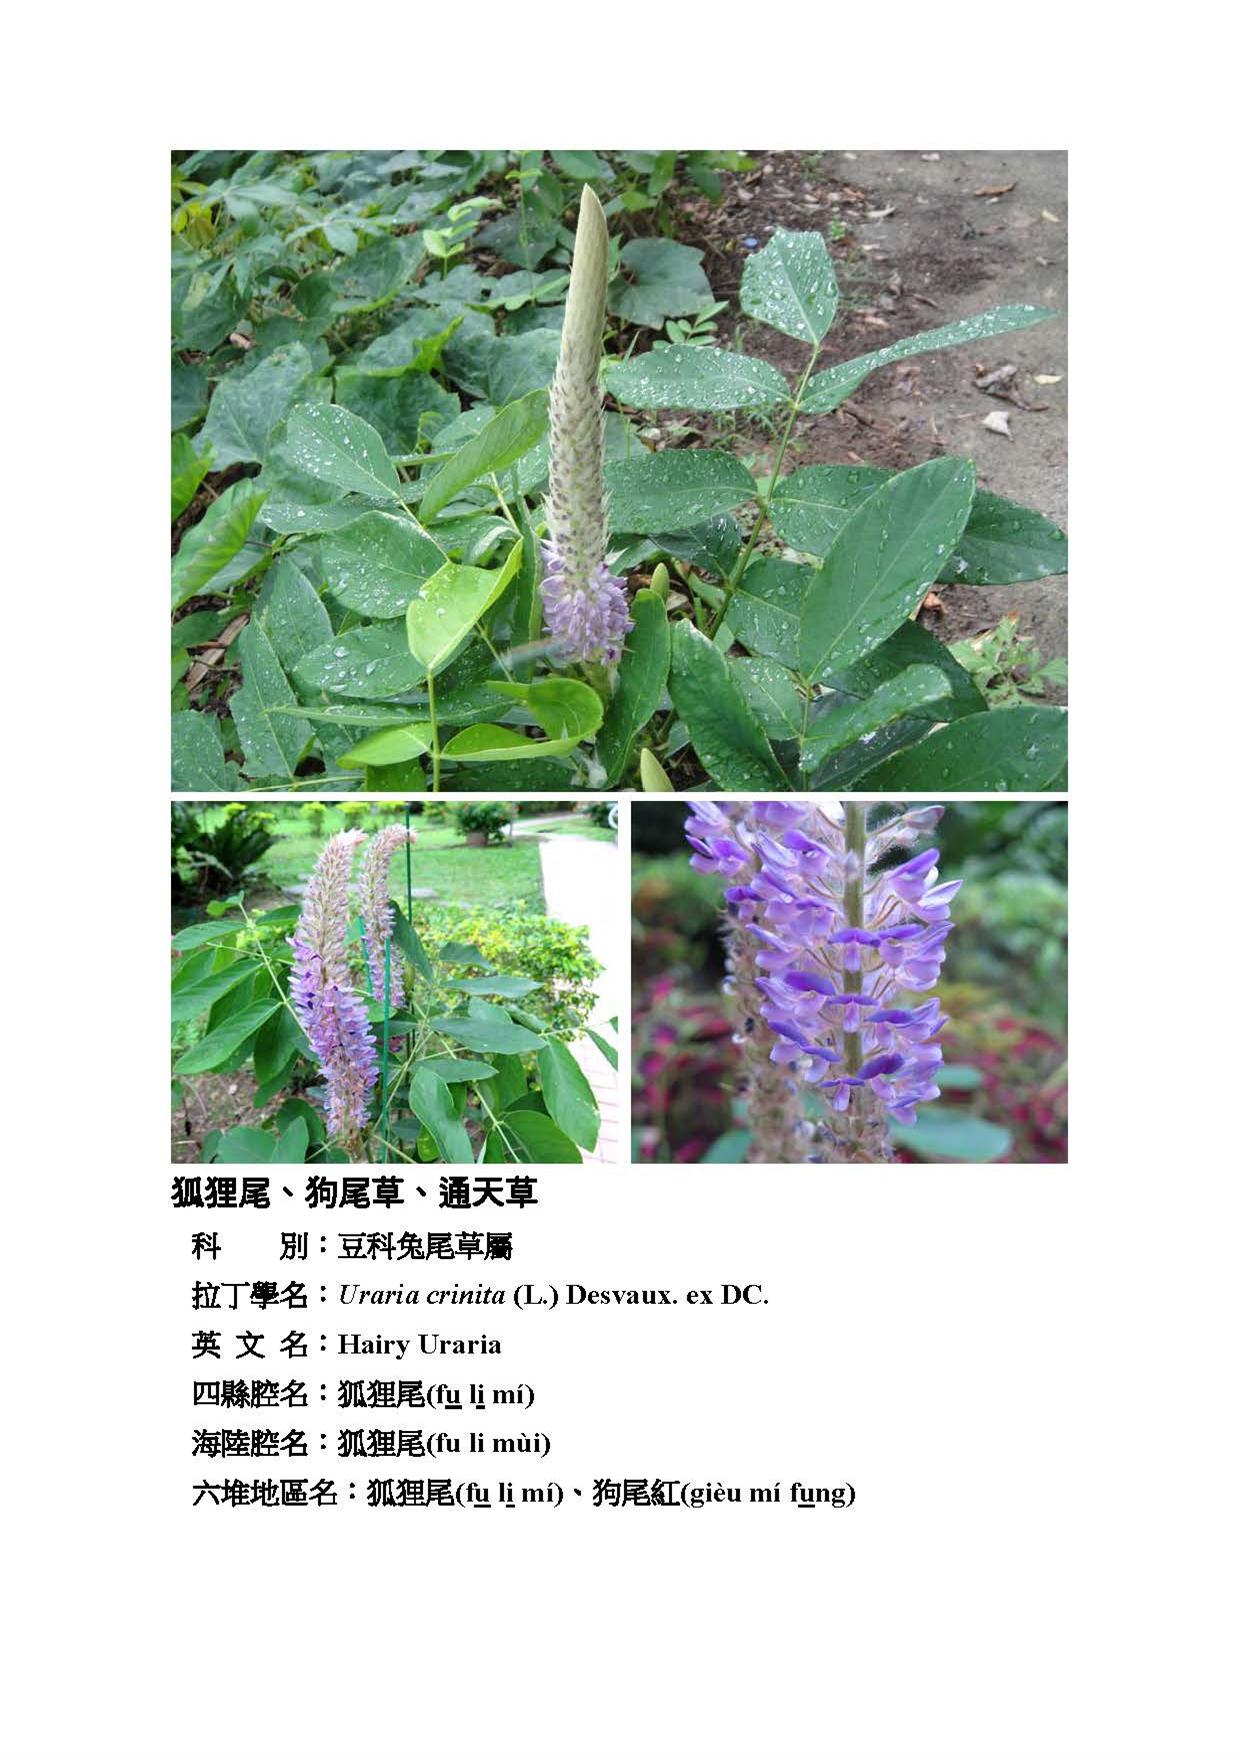 狐狸尾、狗尾草、通天草
科　　別：豆科兔尾草屬
拉丁學名：Uraria crinita (L.) Desvaux. ex DC.
英 文 名：Hairy Uraria
四縣腔名：狐狸尾(fu̲ li̲ mí)
海陸腔名：狐狸尾(fu li mùi)
六堆地區名：狐狸尾(fu̲ li̲ mí)、狗尾紅(gièu mí fu̲ng)